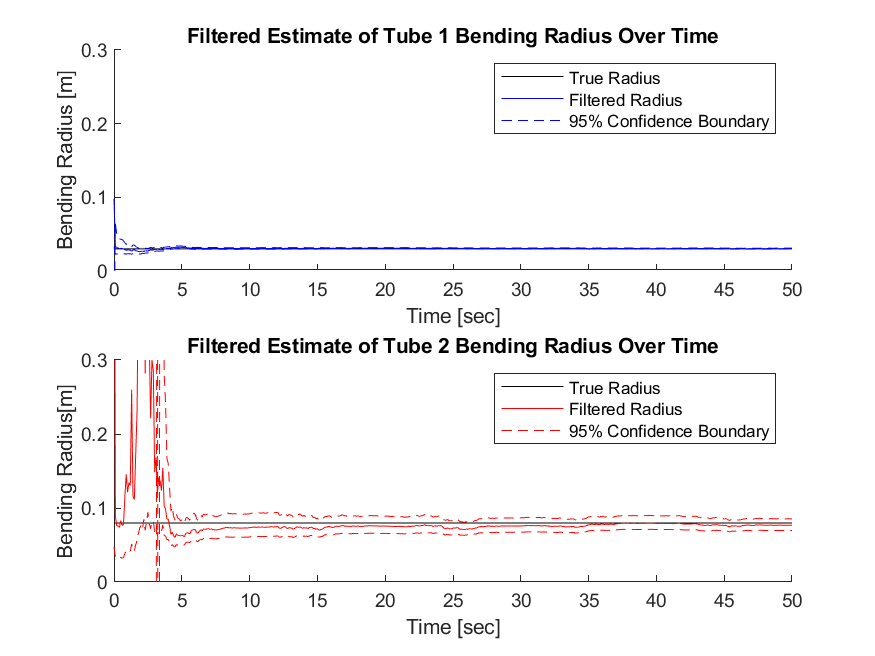 Filtered Estimate of Tube 1 Bending Radius Over Time
0.3
0.2
0.1
0
Bending Radius [m]
True Radius
Filtered Radius
95% Confidence Boundary
0 5 10 15 20 25 30 35 40 45 50
Time [sec]
Filtered Estimate of Tube 2 Bending Radius Over Time
0.3
0.2
0.1
0
Bending Radius[m]
True Radius
Filtered Radius
95% Confidence Boundary
0 5 10 15 20 25 30 35 40 45 50
Time [sec]